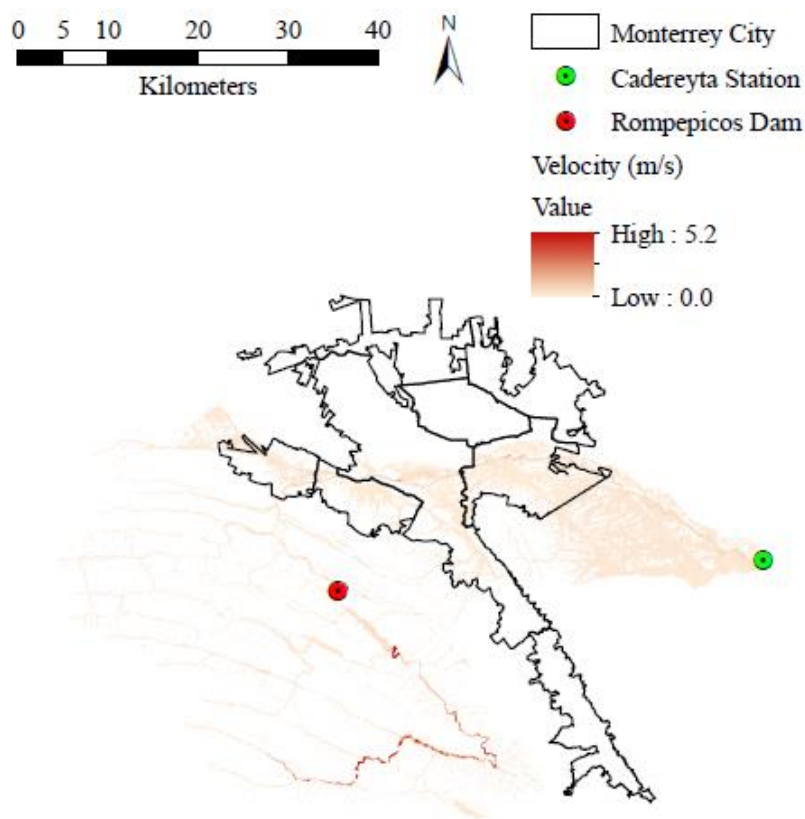 0 5 10 20 30 40
Kilometers
N
Monterrey City
Cadereyta Station
Rompepicos Dam
Velocity (m/s)
Value
High : 5.2
Low : 0.0